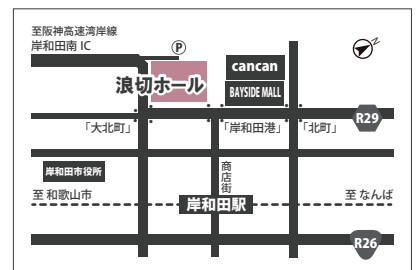 至阪神高速湾岸線
岸和田南 IC
P
N
cancan
浪切ホール
BAYSIDE MALL
R29
「大北町」
「岸和田港」
「北町」
岸和田市役所
商店街
至 和歌山市
岸和田駅
至 なんば
R26